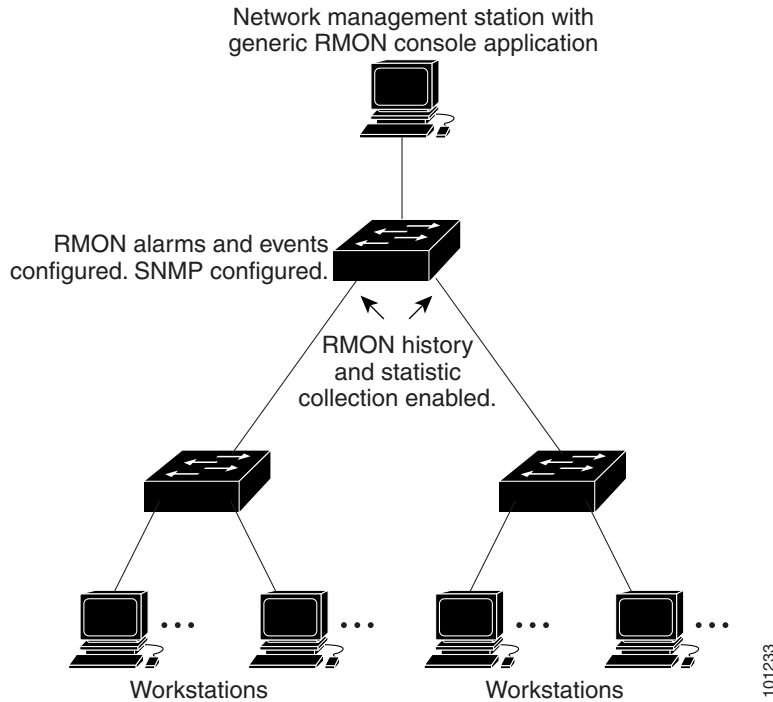 Network management station with
generic RMON console application
RMON alarms and events
configured. SNMP configured.
RMON history
and statistic
collection enabled.
Workstations
Workstations
101233